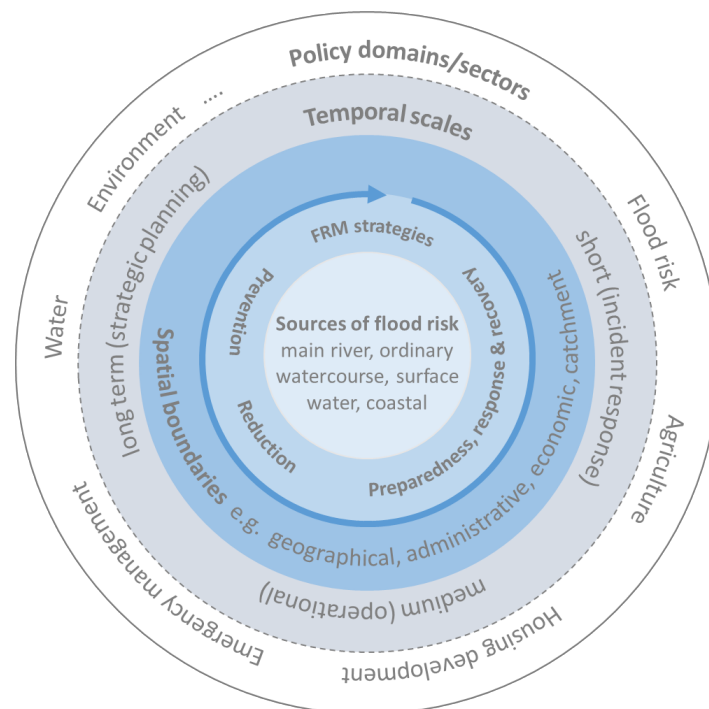 Policy domains/sectors
Environment ....
Flood risk
Water
Agriculture
Emergency management
Housing development
Temporal scales
long term (strategic planning)
short (incident response)
medium (operational)
Spatial boundaries e.g. geographical, administrative, economic, catchment
FRM strategies
Prevention
Reduction
Preparedness, response & recovery
Sources of flood risk
main river, ordinary
watercourse, surface
water, coastal